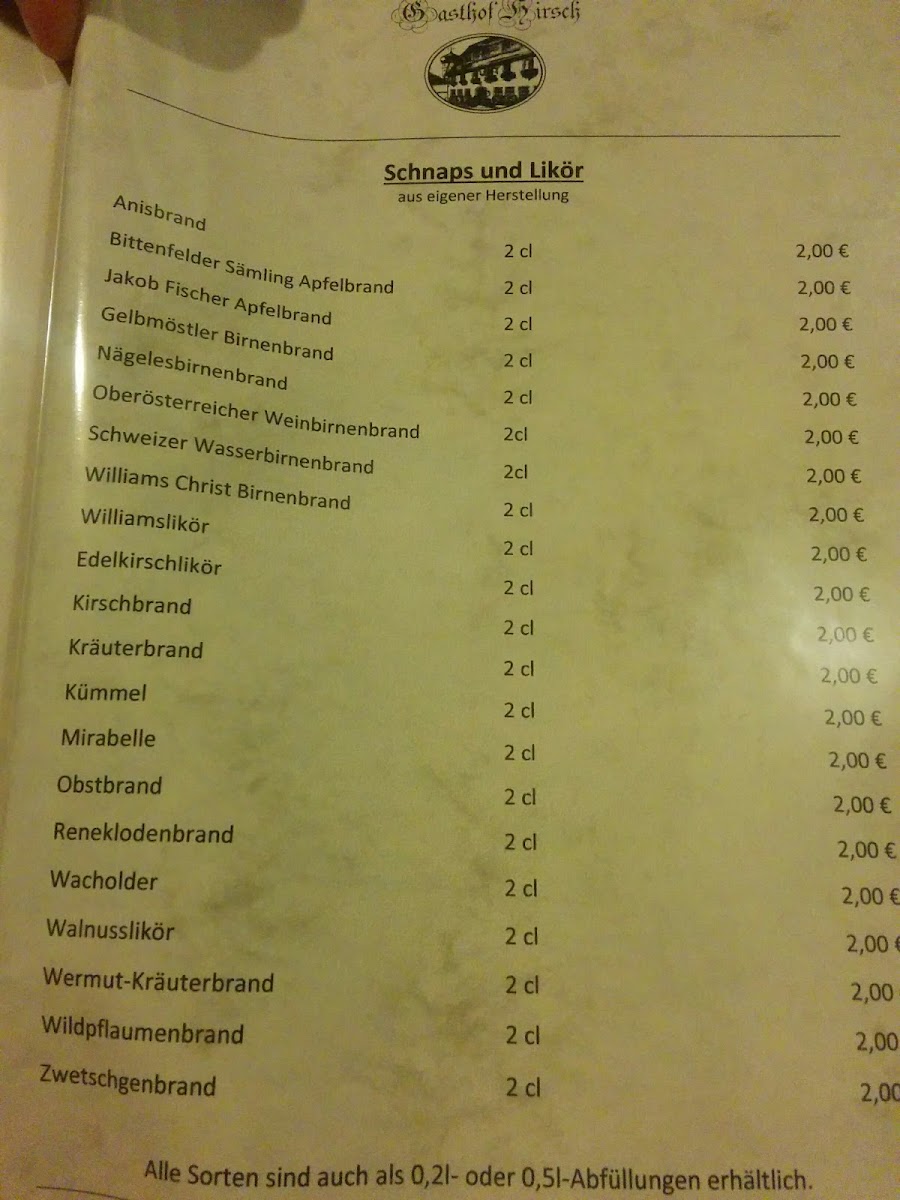 Gasthof Hirsch
Schnaps und Likör
aus eigener Herstellung
Anisbrand 2 cl 2,00 €
Bittenfelder Sämling Apfelbrand 2 cl 2,00 €
Jakob Fischer Apfelbrand 2 cl 2,00 €
Gelbmöstler Birnenbrand 2 cl 2,00 €
Nägelesbirnenbrand 2 cl 2,00 €
Oberösterreicher Weinbirnenbrand 2cl 2,00 €
Schweizer Wasserbirnenbrand 2cl 2,00 €
Williams Christ Birnenbrand 2 cl 2,00 €
Williamslikör 2 cl 2,00 €
Edelkirschlikör 2 cl 2,00 €
Kirschbrand 2 cl 2,00 €
Kräuterbrand 2 cl 2,00 €
Kümmel 2 cl 2,00 €
Mirabelle 2 cl 2,00 €
Obstbrand 2 cl 2,00 €
Reneklodenbrand 2 cl 2,00 €
Wacholder 2 cl 2,00 €
Walnusslikör 2 cl 2,00 €
Wermut-Kräuterbrand 2 cl 2,00
Wildpflaumenbrand 2 cl 2,00
Zwetschgenbrand 2 cl 2,00
Alle Sorten sind auch als 0,2l- oder 0,5l-Abfüllungen erhältlich.